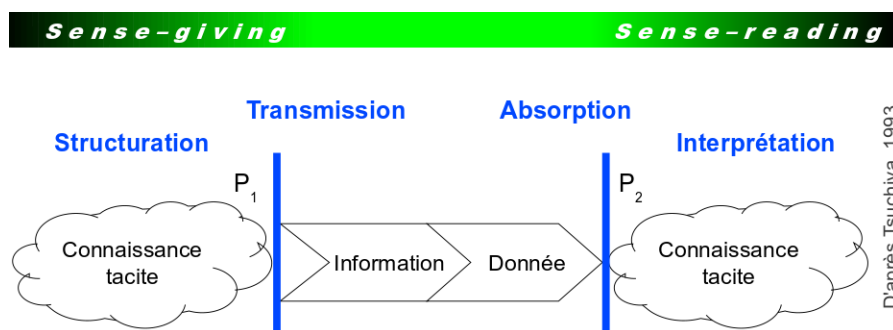 Sense–giving
Sense–reading
Transmission
Absorption
Structuration
Interprétation
P1
P2
Connaissance
tacite
Information
Donnée
Connaissance
tacite
D'après Tsuchiya, 1993